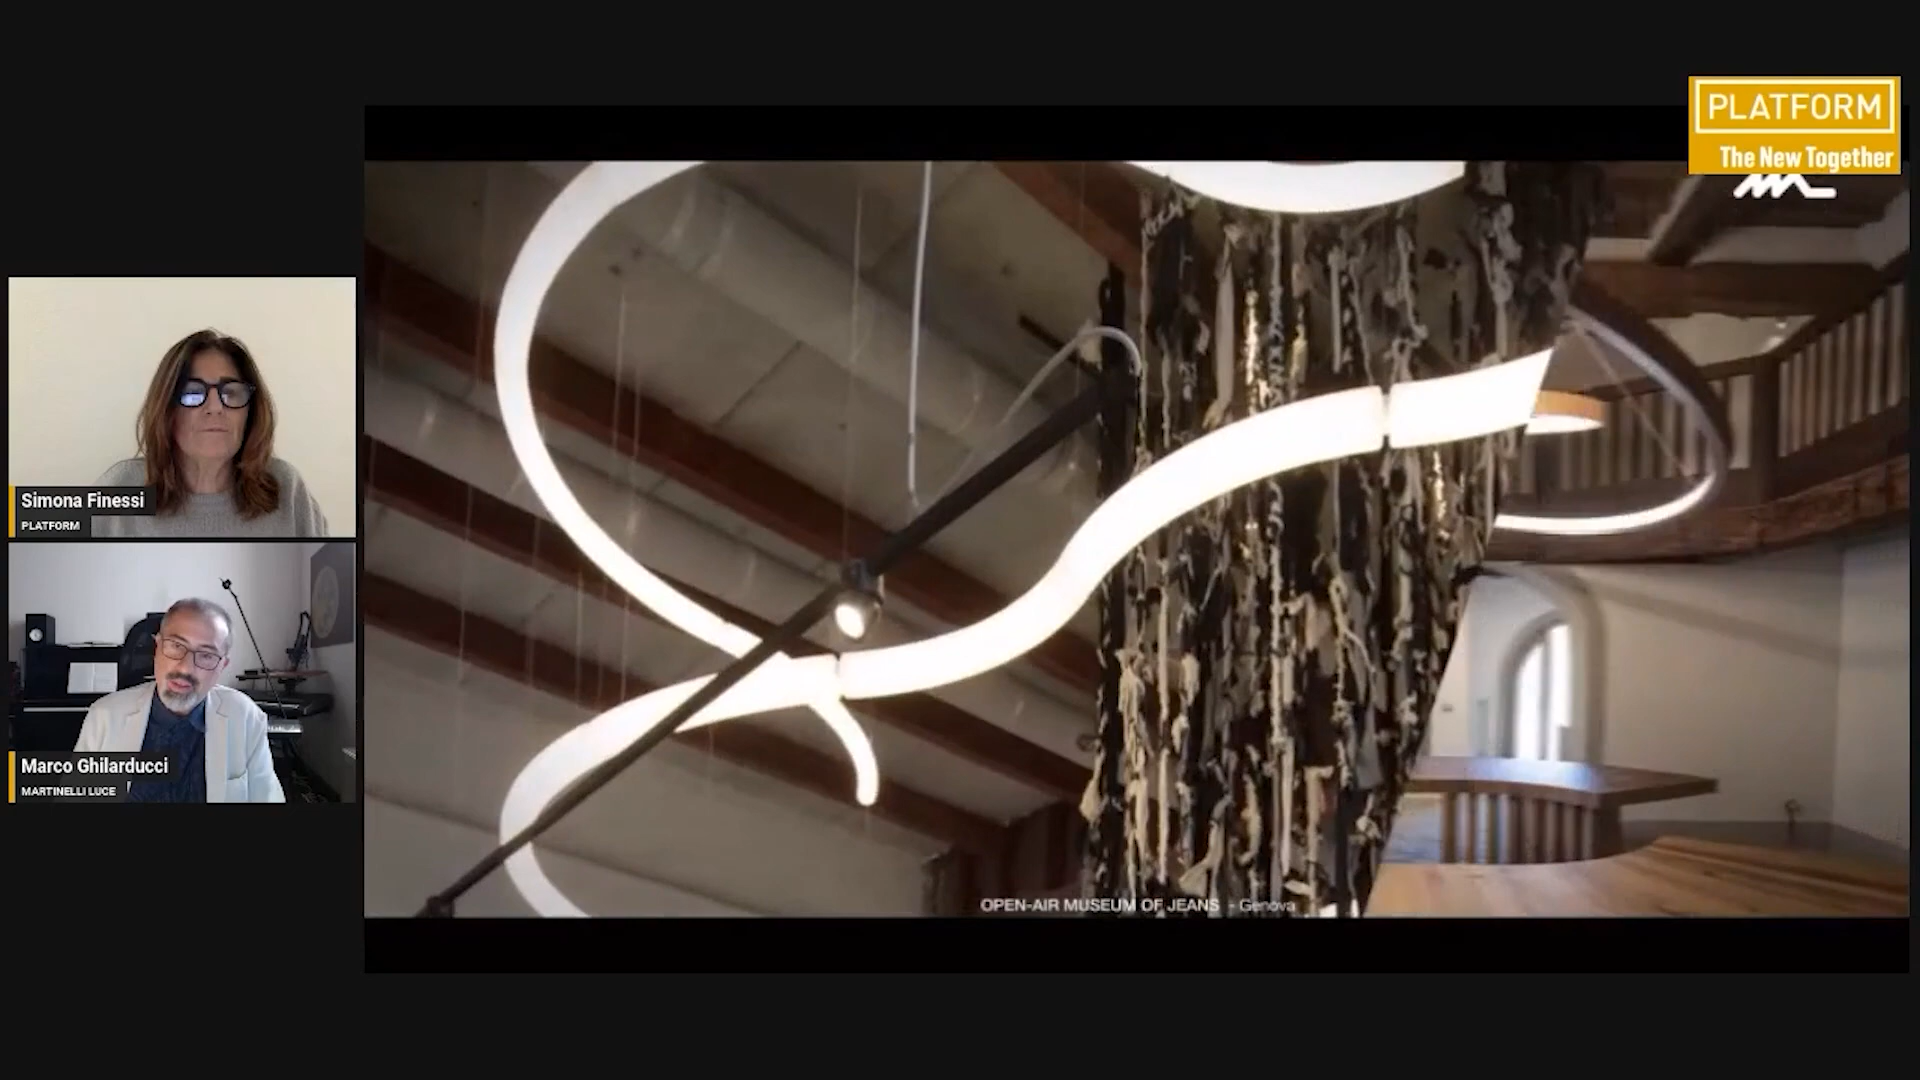 PLATFORM
The New Together
Simona Finessi
PLATFORM
Marco Ghilarducci
MARTINELLI LUCE
OPEN-AIR MUSEUM OF JEANS - Genova